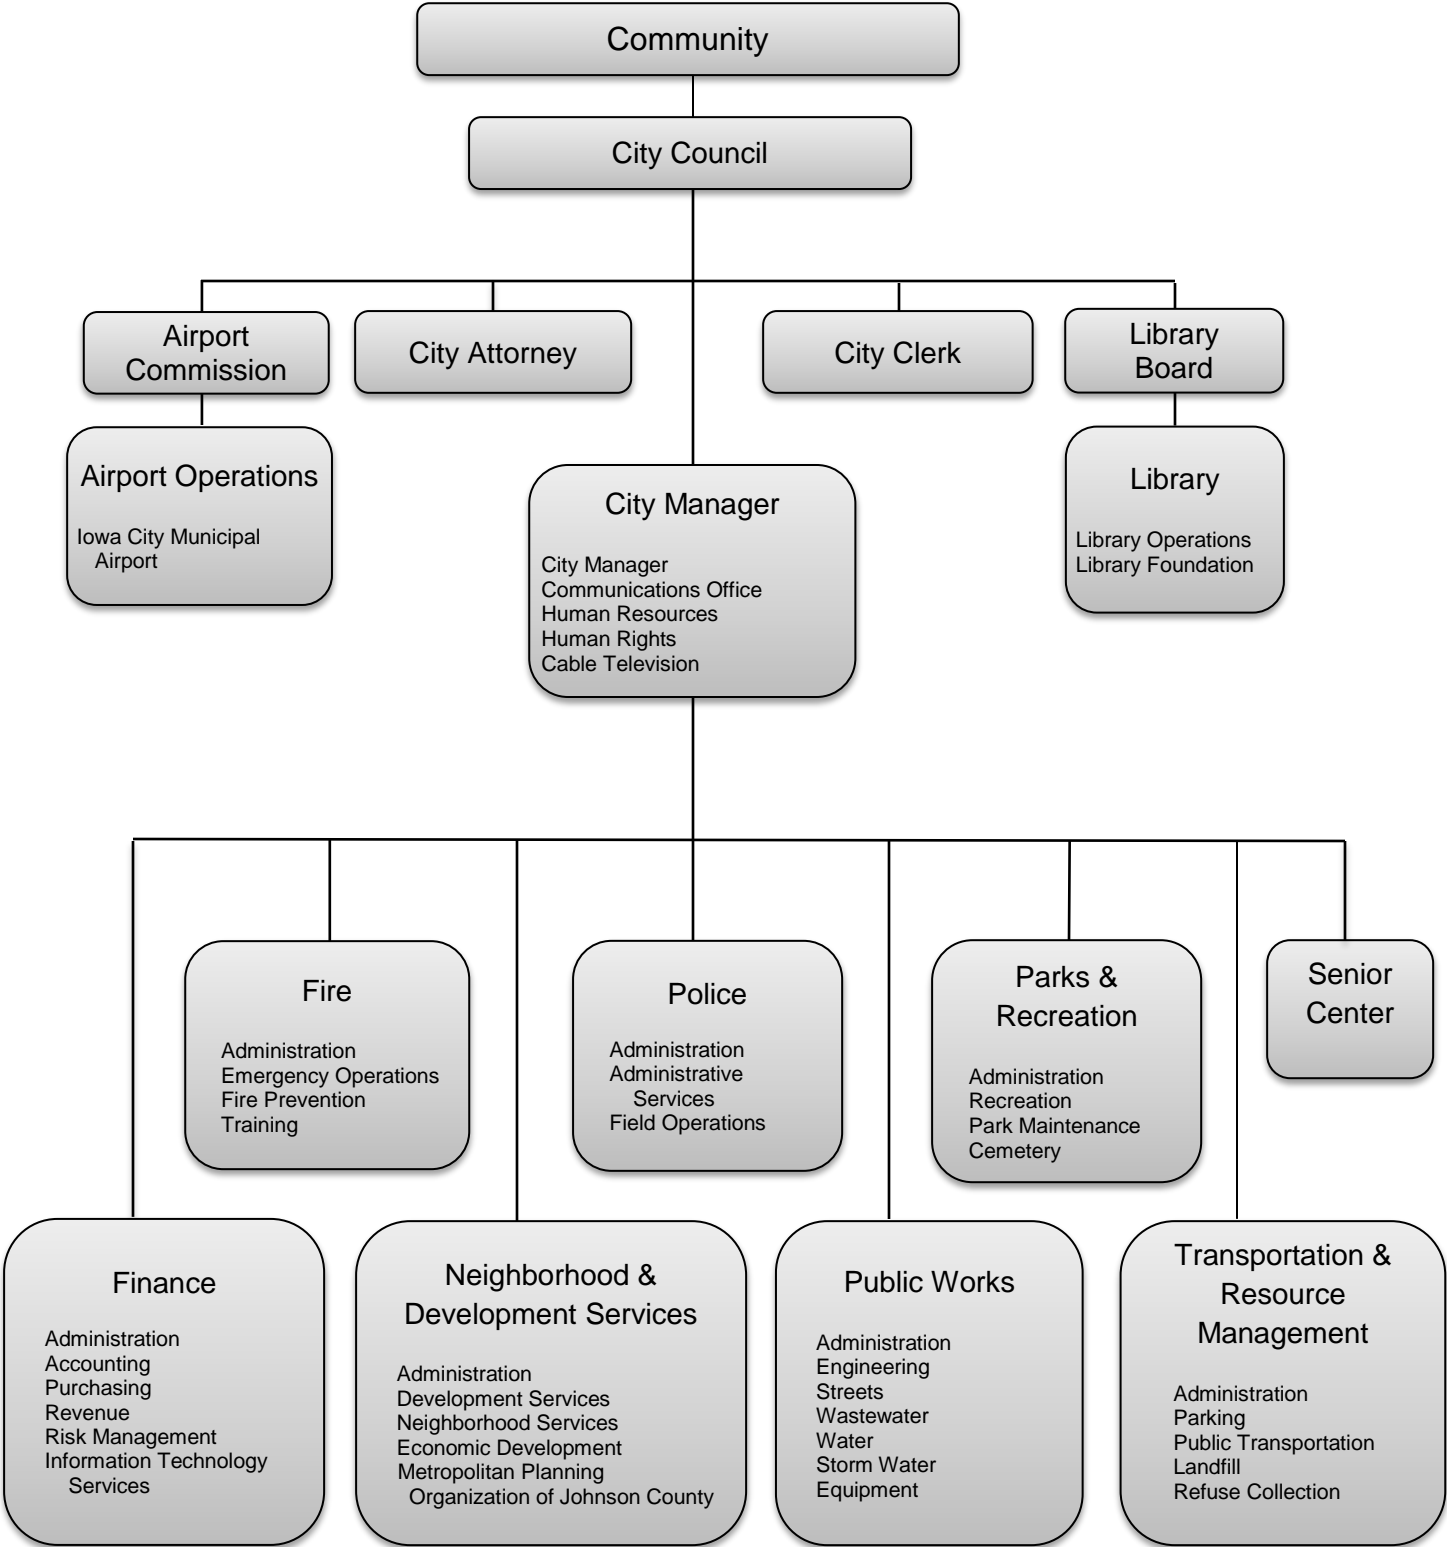 Community
City Council
Airport
Commission
City Attorney
City Clerk
Library
Board
Airport Operations
Iowa City Municipal
Airport
City Manager
City Manager
Communications Office
Human Resources
Human Rights
Cable Television
Library
Library Operations
Library Foundation
Fire
Administration
Emergency Operations
Fire Prevention
Training
Police
Administration
Administrative
Services
Field Operations
Parks &
Recreation
Administration
Recreation
Park Maintenance
Cemetery
Senior
Center
Finance
Administration
Accounting
Purchasing
Revenue
Risk Management
Information Technology
Services
Neighborhood &
Development Services
Administration
Development Services
Neighborhood Services
Economic Development
Metropolitan Planning
Organization of Johnson County
Public Works
Administration
Engineering
Streets
Wastewater
Water
Storm Water
Equipment
Transportation &
Resource
Management
Administration
Parking
Public Transportation
Landfill
Refuse Collection